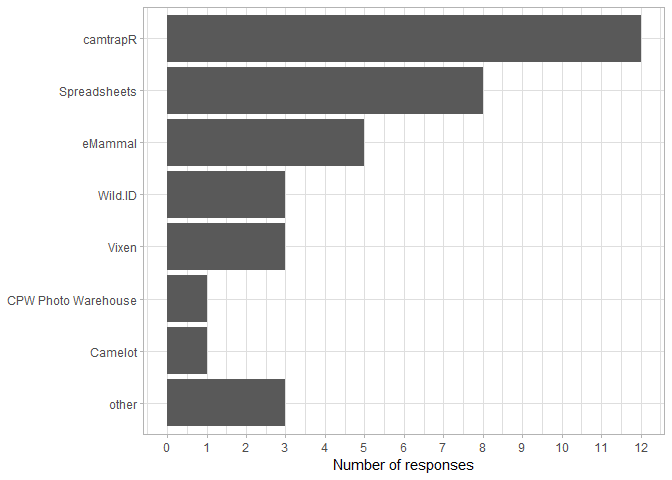 camtrapR
Spreadsheets
eMammal
Wild.ID
Vixen
CPW Photo Warehouse
Camelot
other
0 1 2 3 4 5 6 7 8 9 10 11 12
Number of responses